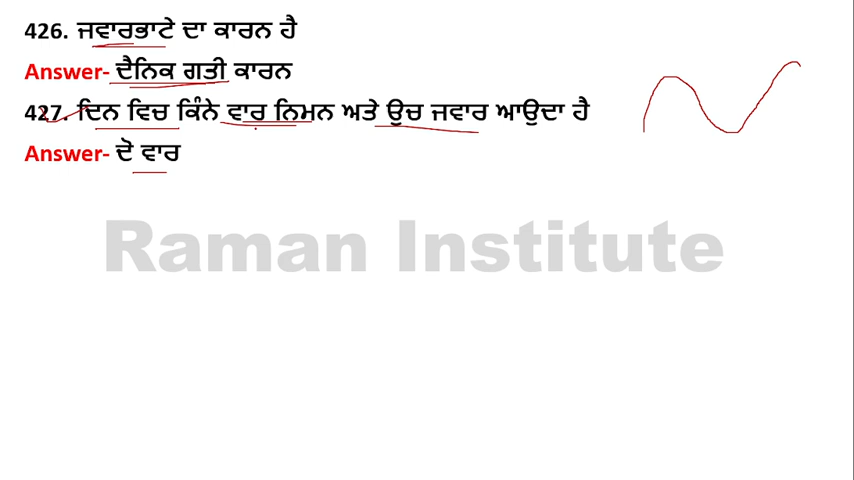 426. ਜਵਾਰਭਾਟੇ ਦਾ ਕਾਰਨ ਹੈ
Answer- ਦੈਨਿਕ ਗਤੀ ਕਾਰਨ
427. ਦਿਨ ਵਿਚ ਕਿੰਨੇ ਵਾਰ ਨਿਮਨ ਅਤੇ ਉਚ ਜਵਾਰ ਆਉਦਾ ਹੈ
Answer- ਦੋ ਵਾਰ
Raman Institute